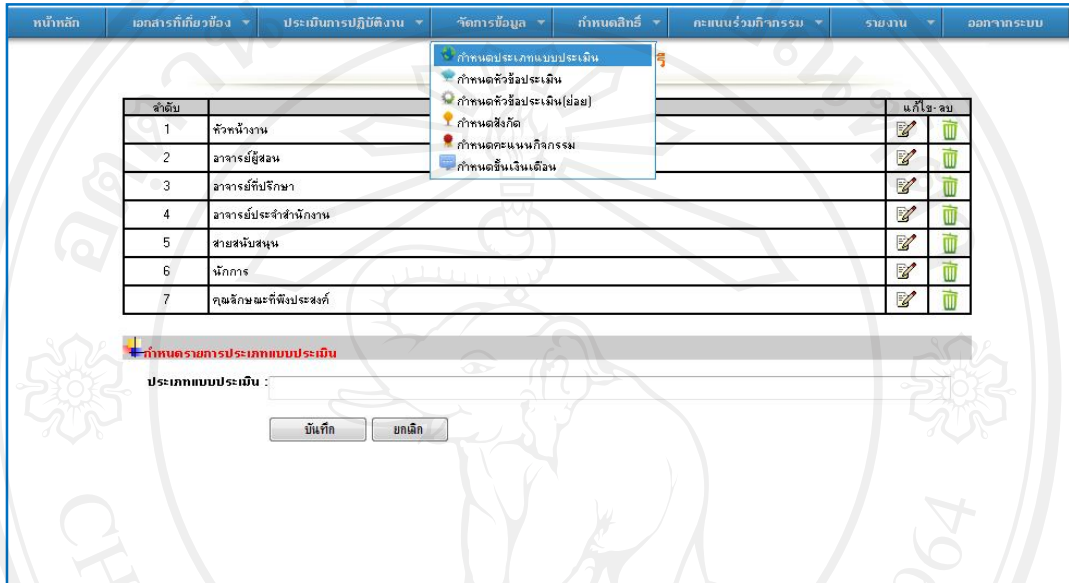 หน้าหลัก เอกสารที่เกี่ยวข้อง ประเมินการปฏิบัติงาน จัดการข้อมูล กำหนดสิทธิ์ คะแนนร่วมกิจกรรม รายงาน ออกจากระบบ
กำหนดประเภทแบบประเมิน
กำหนดหัวข้อประเมิน
กำหนดหัวข้อประเมิน(ย่อย)
กำหนดสังกัด
กำหนดคะแนนกิจกรรม
กำหนดขั้นเงินเดือน
ลำดับ แก้ไข-ลบ
1 หัวหน้างาน
2 อาจารย์ผู้สอน
3 อาจารย์ที่ปรึกษา
4 อาจารย์ประจำสำนักงาน
5 สายสนับสนุน
6 นักการ
7 คุณลักษณะที่พึงประสงค์
กำหนดรายการประเภทแบบประเมิน
ประเภทแบบประเมิน :
บันทึก ยกเลิก